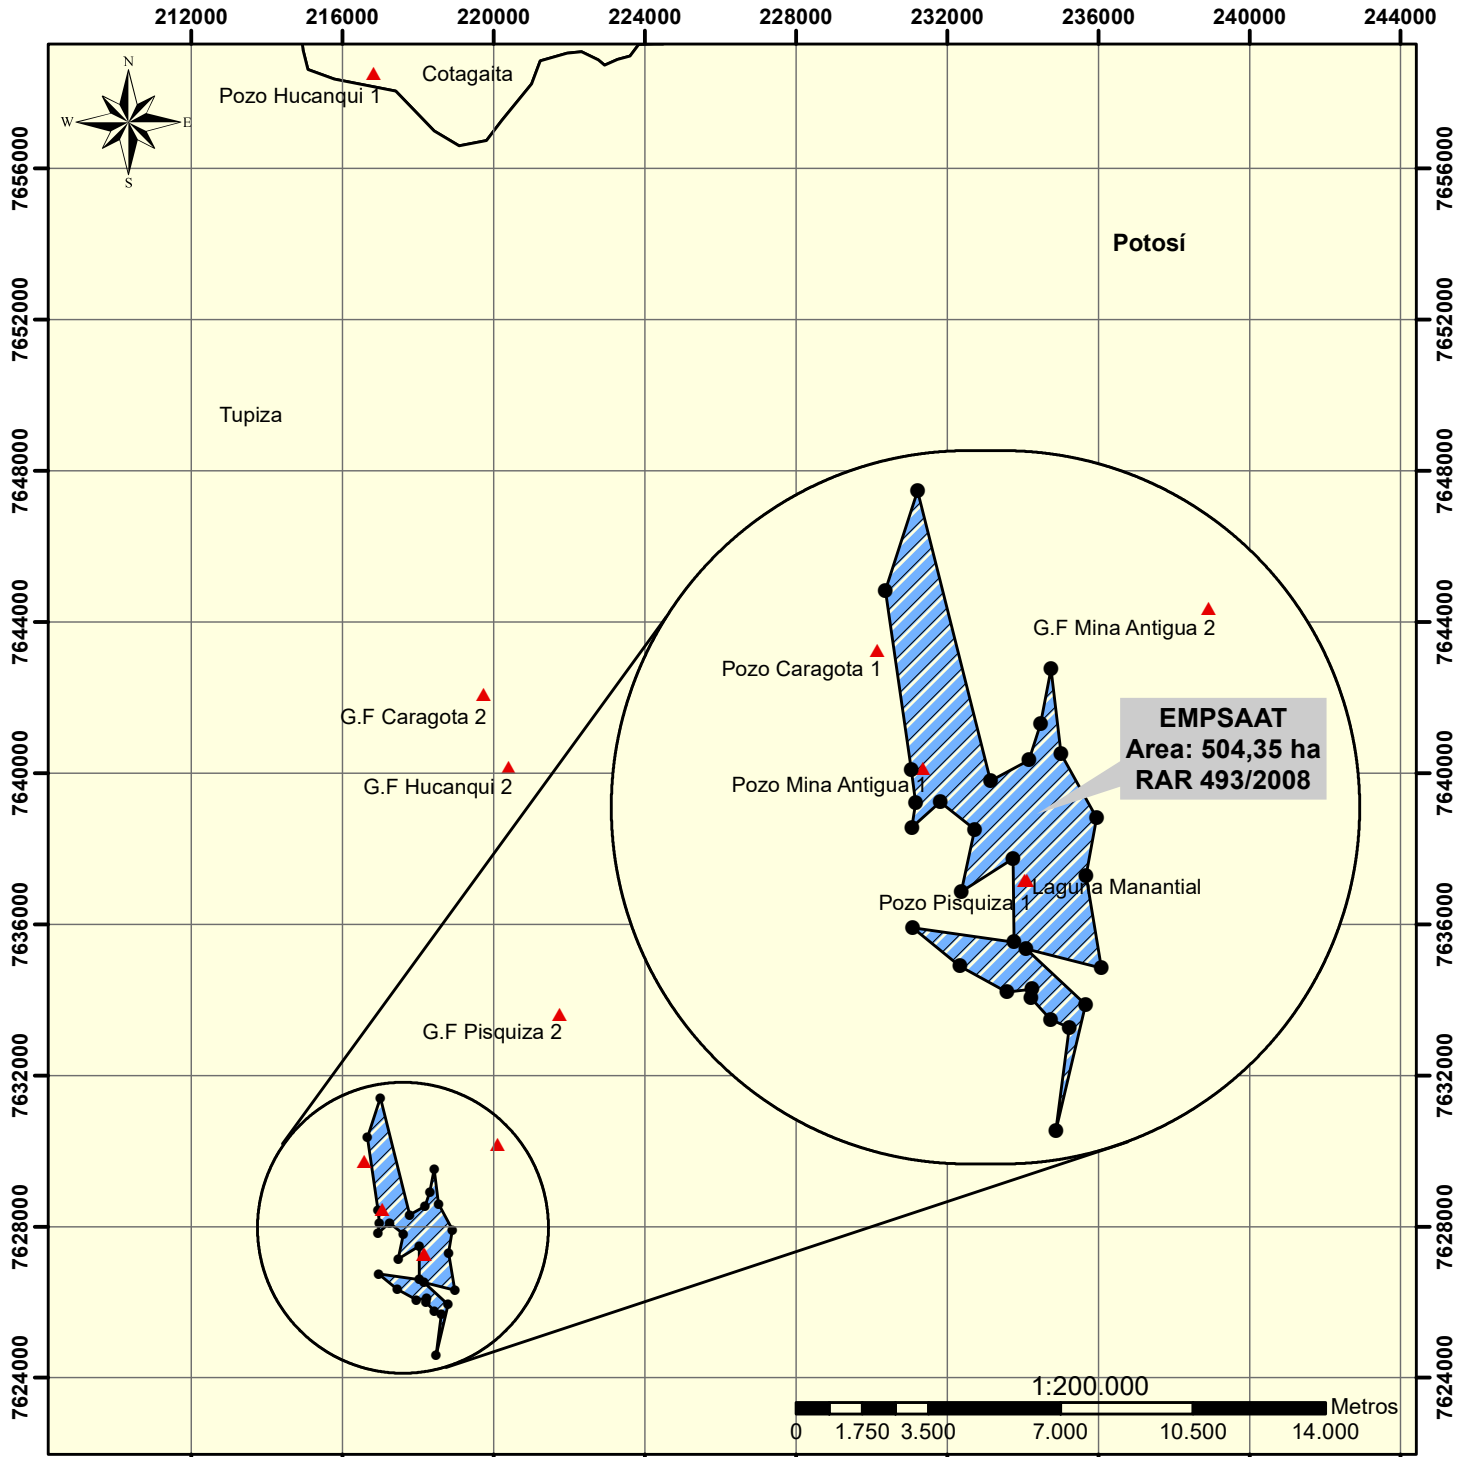 212000 216000 220000 224000 228000 232000 236000 240000 244000
N
W E
S
Cotagaita
Pozo Hucanqui 1
7656000 7656000
Potosí
7652000 7652000
Tupiza
7648000 7648000
7644000 7644000
G.F Mina Antigua 2
Pozo Caragota 1
G.F Caragota 2
EMPSAAT
Area: 504,35 ha
RAR 493/2008
7640000 7640000
G.F Hucanqui 2
Pozo Mina Antigua 1
Laguna Manantial
Pozo Pisquiza 1
7636000 7636000
G.F Pisquiza 2
7632000 7632000
7628000 7628000
7624000 7624000
1:200.000
Metros
0 1.750 3.500 7.000 10.500 14.000